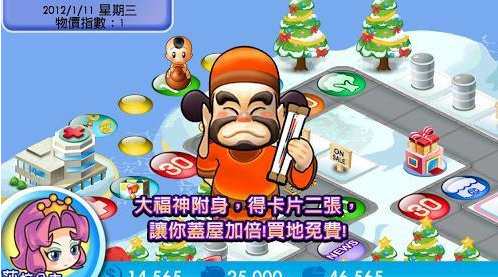 2012/1/11 星期三
物價指數：1
ON
SALE
30
30
大福神附身，得卡片二張，
讓你蓋屋加倍!買地免費!
NEWS
14,565
25,000
46,565